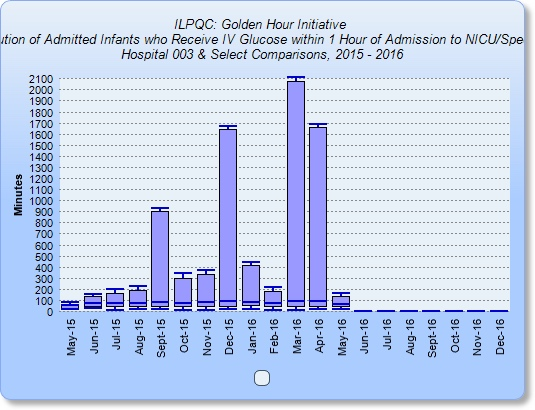 ILPQC: Golden Hour Initiative
ution of Admitted Infants who Receive IV Glucose within 1 Hour of Admission to NICU/Spe
Hospital 003 & Select Comparisons, 2015 - 2016
Minutes
2100
2000
1900
1800
1700
1600
1500
1400
1300
1200
1100
1000
900
800
700
600
500
400
300
200
100
0
May-15
Jun-15
Jul-15
Aug-15
Sept-15
Oct-15
Nov-15
Dec-15
Jan-16
Feb-16
Mar-16
Apr-16
May-16
Jun-16
Jul-16
Aug-16
Sept-16
Oct-16
Nov-16
Dec-16